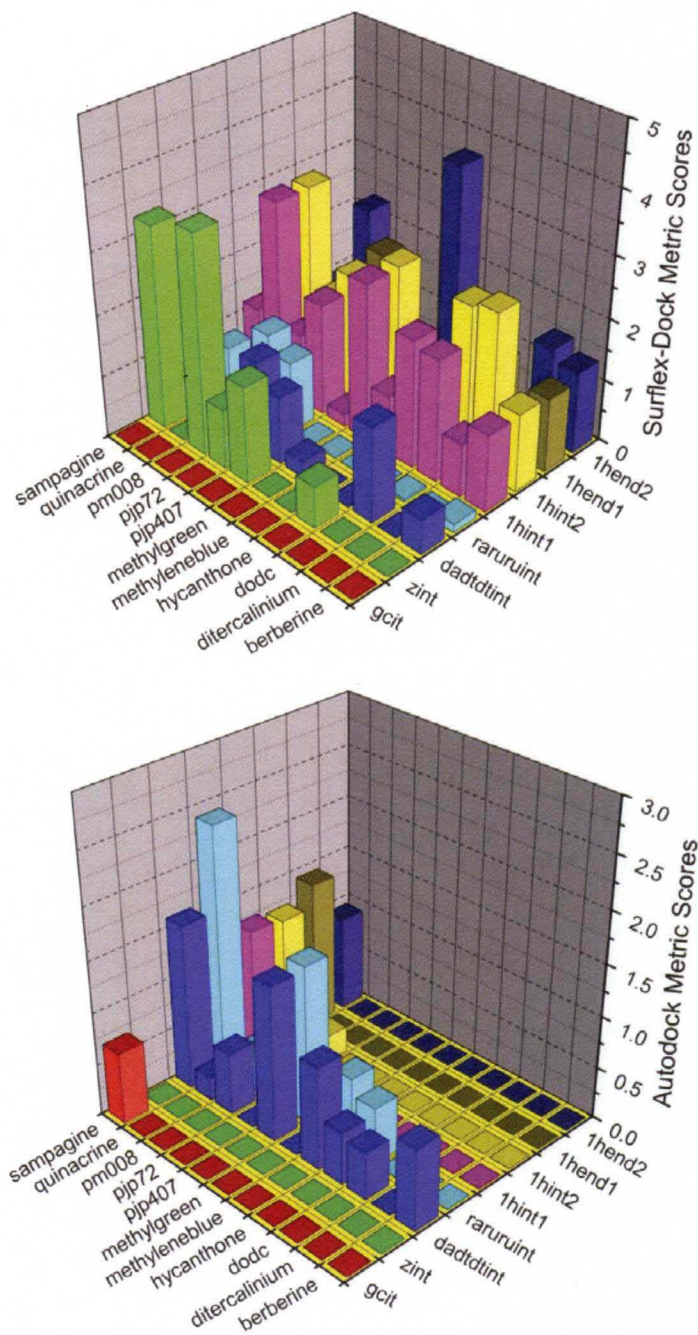 5
4
3
2
1
0
Surflex-Dock Metric Scores
sampagine
quinacrine
pm008
pjp72
pjp407
methylgreen
methyleneblue
hycanthone
dodc
ditercalinium
berberine
gcit
zint
dadtdtint
raruruint
1hint1
1hint2
1hend1
1hend2
3.0
2.5
2.0
1.5
1.0
0.5
0.0
Autodock Metric Scores
sampagine
quinacrine
pm008
pjp72
pjp407
methylgreen
methyleneblue
hycanthone
dodc
ditercalinium
berberine
gcit
zint
dadtdtint
raruruint
1hint1
1hint2
1hend1
1hend2